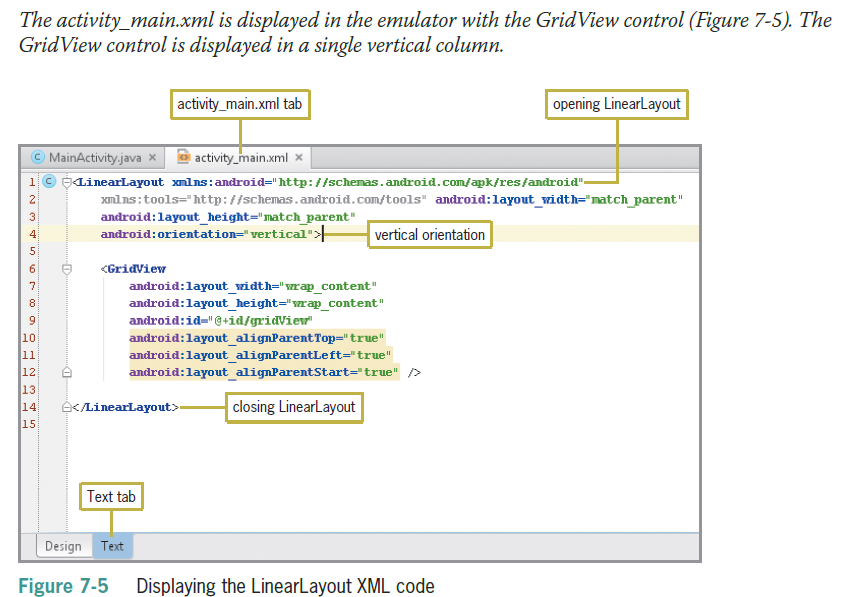 The activity_main.xml is displayed in the emulator with the GridView control (Figure 7-5). The
GridView control is displayed in a single vertical column.
activity_main.xml tab
opening LinearLayout
MainActivity.java ×
activity_main.xml ×
1 C <LinearLayout xmlns:android="http://schemas.android.com/apk/res/android"
2 xmlns:tools="http://schemas.android.com/tools" android:layout_width="match_parent"
3 android:layout_height="match_parent"
4 android:orientation="vertical">
vertical orientation
5
6 <GridView
7 android:layout_width="wrap_content"
8 android:layout_height="wrap_content"
9 android:id="@+id/gridView"
10 android:layout_alignParentTop="true"
11 android:layout_alignParentLeft="true"
12 android:layout_alignParentStart="true" />
13
14 </LinearLayout>
closing LinearLayout
15
Text tab
Design Text
Figure 7-5 Displaying the LinearLayout XML code